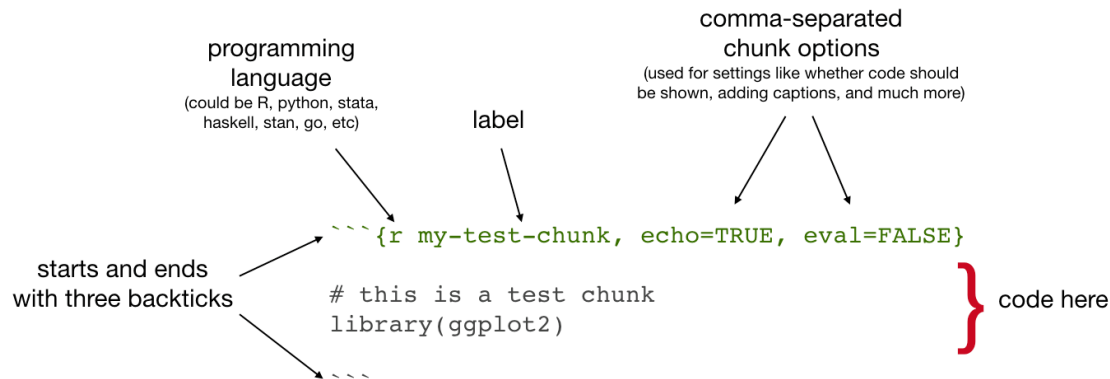 programming
language
(could be R, python, stata,
haskell, stan, go, etc)
label
comma-separated
chunk options
(used for settings like whether code should
be shown, adding captions, and much more)
```{r my-test-chunk, echo=TRUE, eval=FALSE}
starts and ends
with three backticks
# this is a test chunk
library(ggplot2)
} code here
```